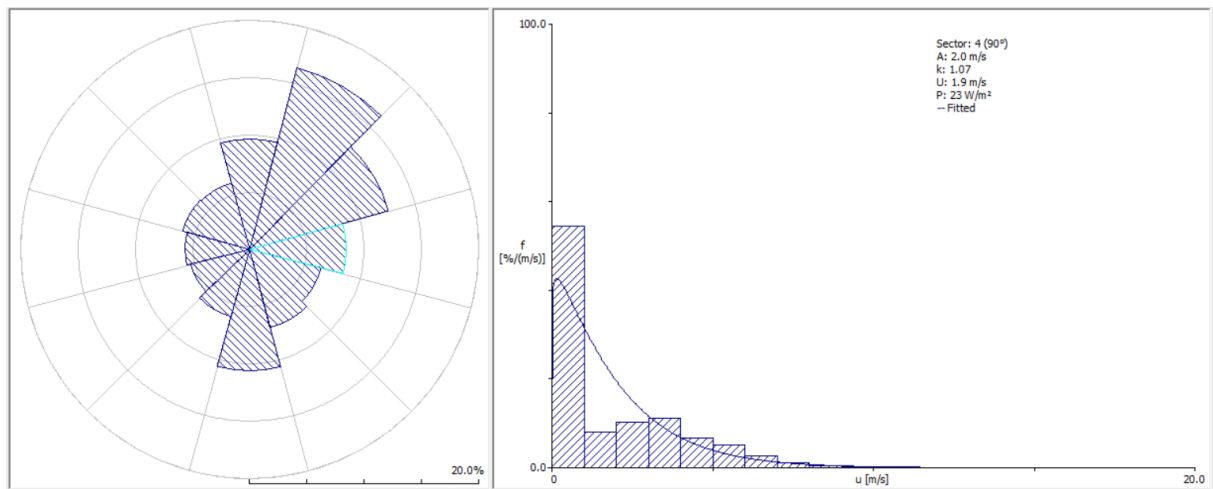 20.0%
100.0
f
[%/(m/s)]
0.0
0
u [m/s]
20.0
Sector: 4 (90°)
A: 2.0 m/s
k: 1.07
U: 1.9 m/s
P: 23 W/m²
-- Fitted